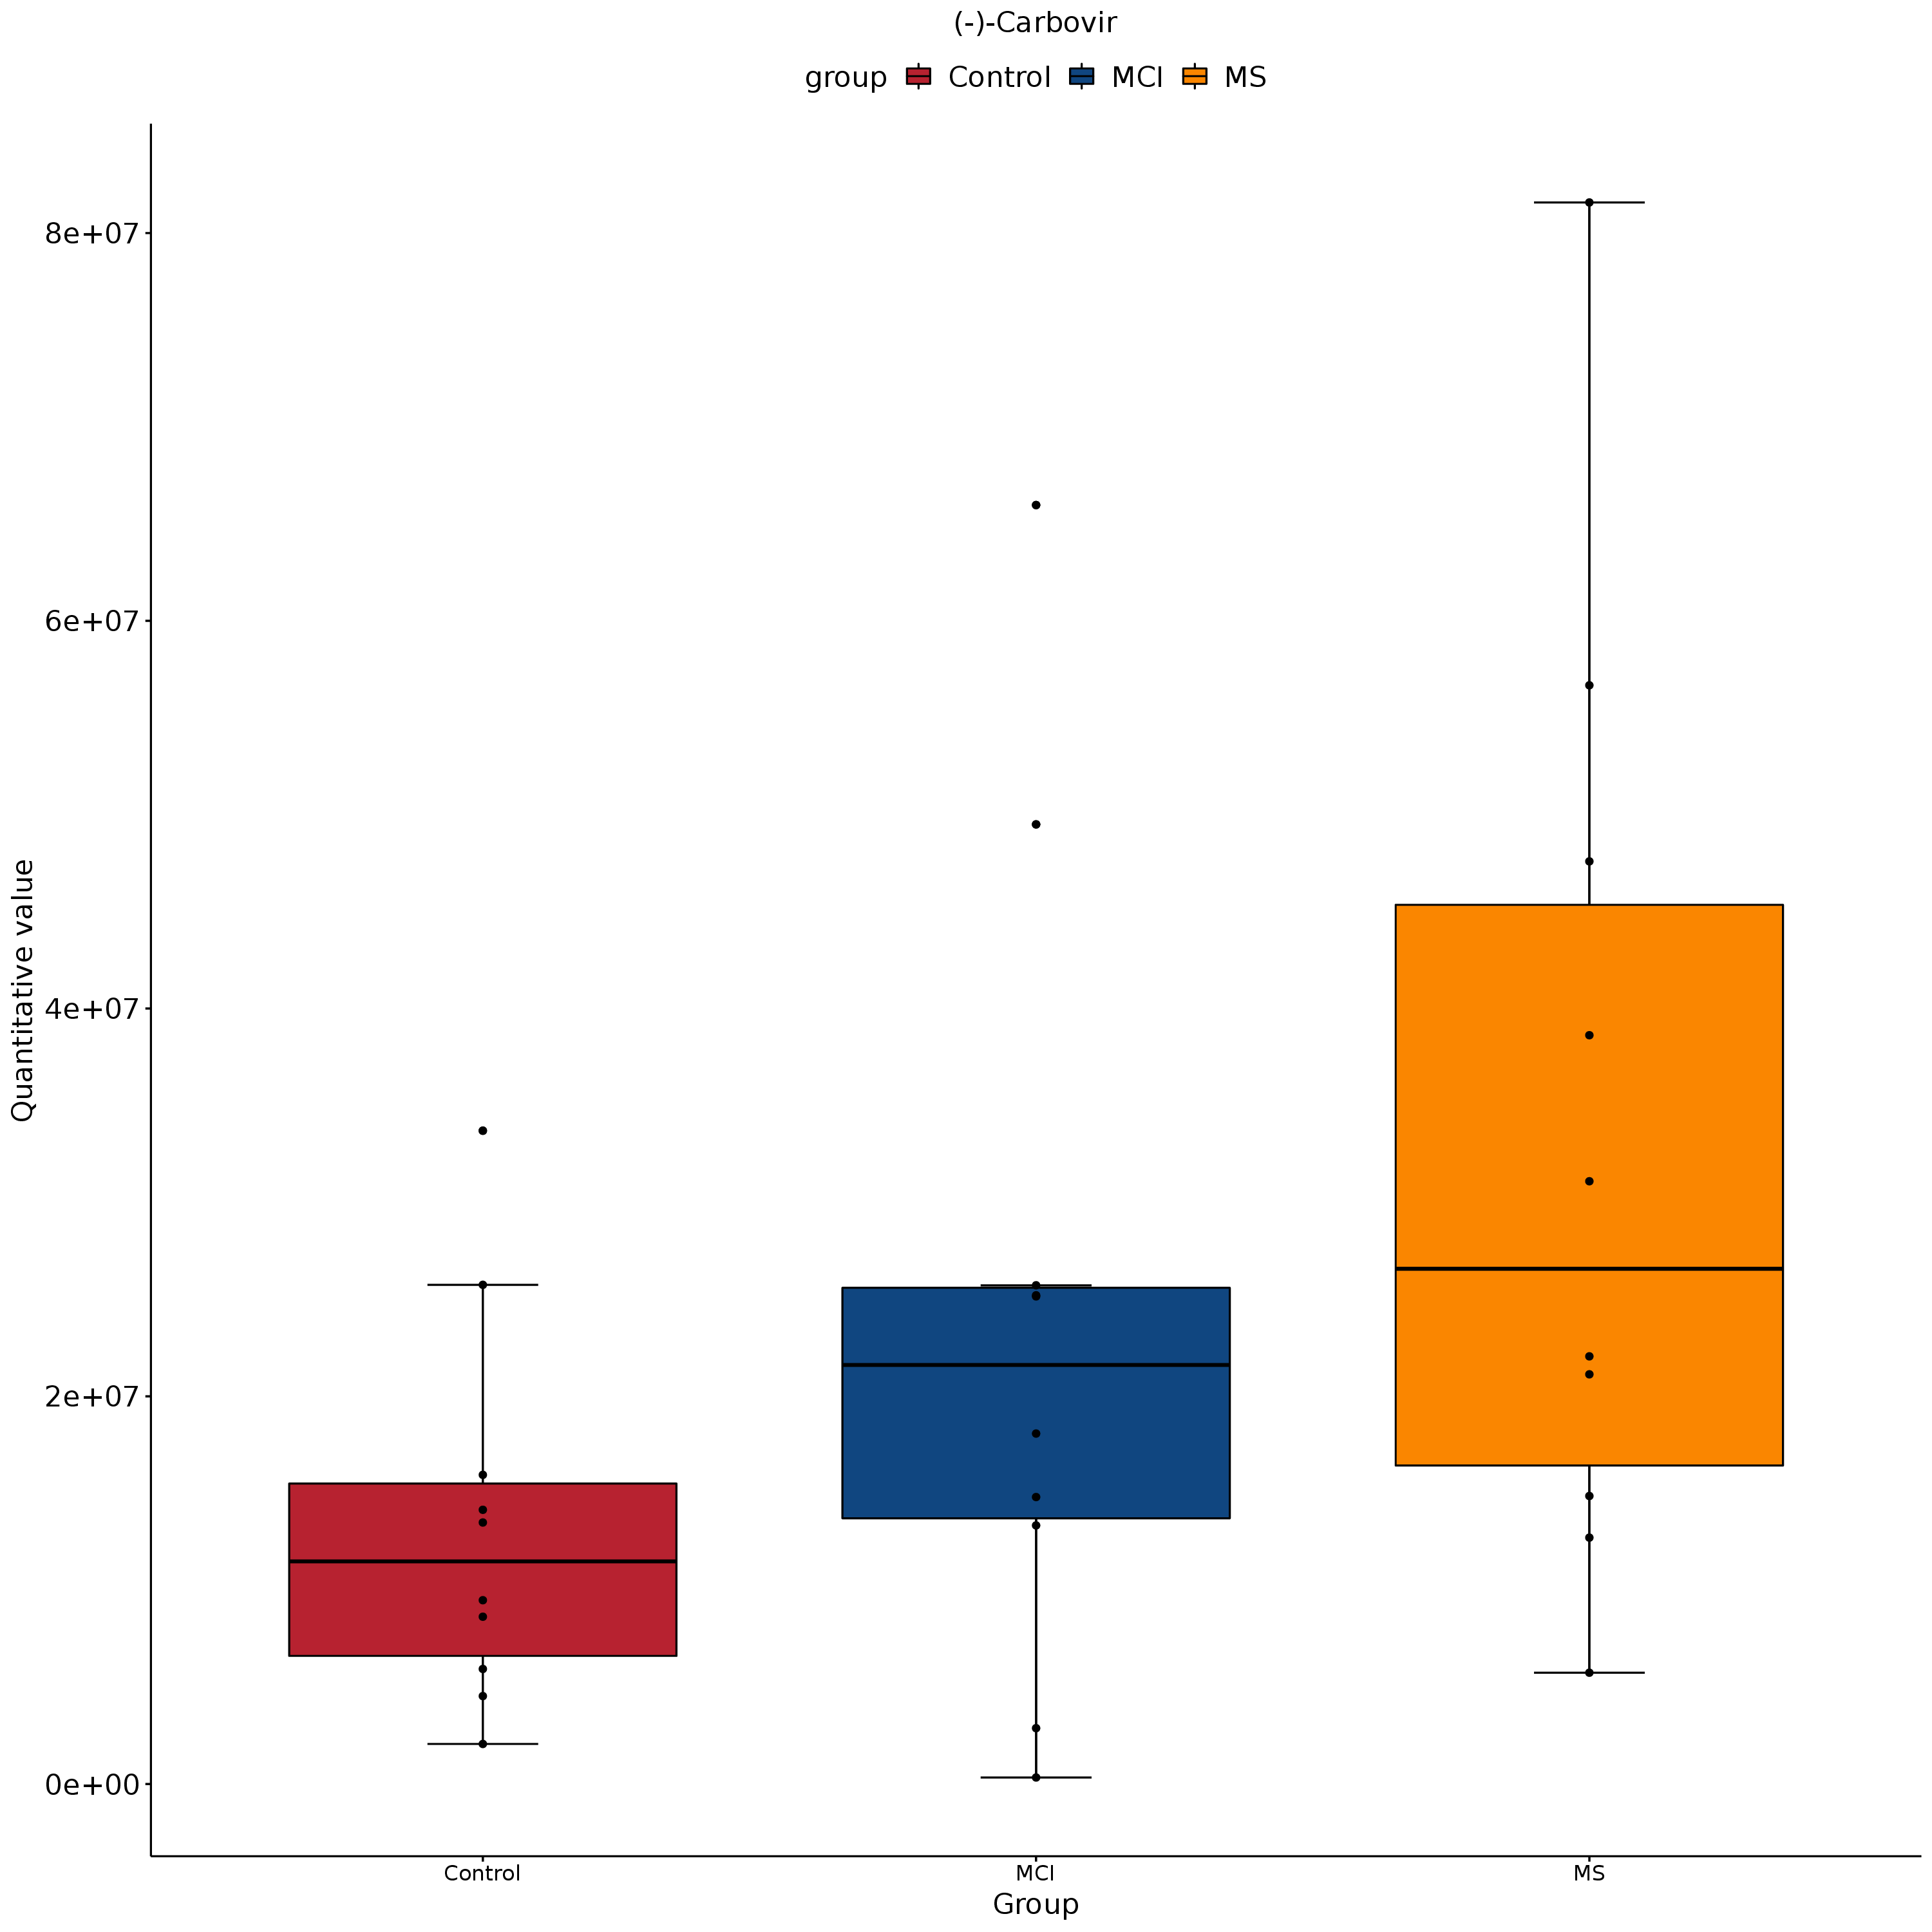 (-)-Carbovir
group Control MCI MS
8e+07
6e+07
4e+07
2e+07
0e+00
Quantitative value
Control MCI MS
Group